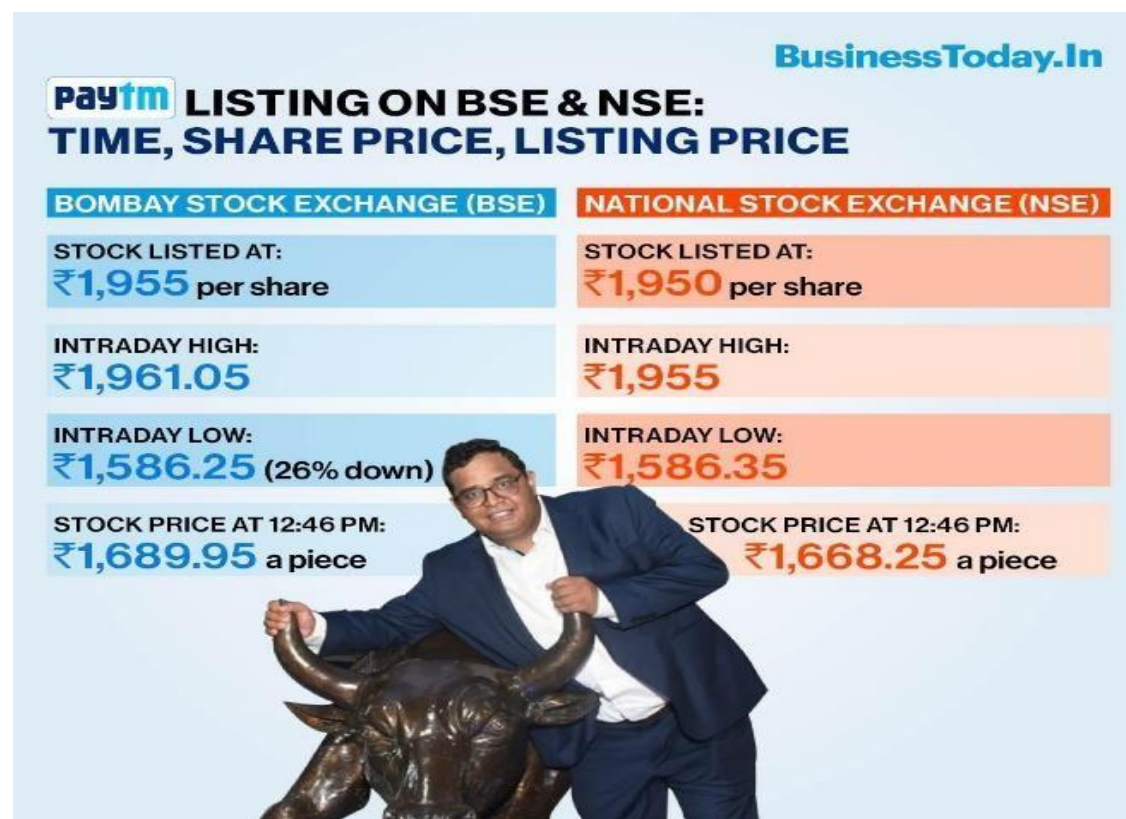 BusinessToday.In
paytm LISTING ON BSE & NSE:
TIME, SHARE PRICE, LISTING PRICE
BOMBAY STOCK EXCHANGE (BSE)
STOCK LISTED AT:
₹1,955 per share
INTRADAY HIGH:
₹1,961.05
INTRADAY LOW:
₹1,586.25 (26% down)
STOCK PRICE AT 12:46 PM:
₹1,689.95 a piece
NATIONAL STOCK EXCHANGE (NSE)
STOCK LISTED AT:
₹1,950 per share
INTRADAY HIGH:
₹1,955
INTRADAY LOW:
₹1,586.35
STOCK PRICE AT 12:46 PM:
₹1,668.25 a piece